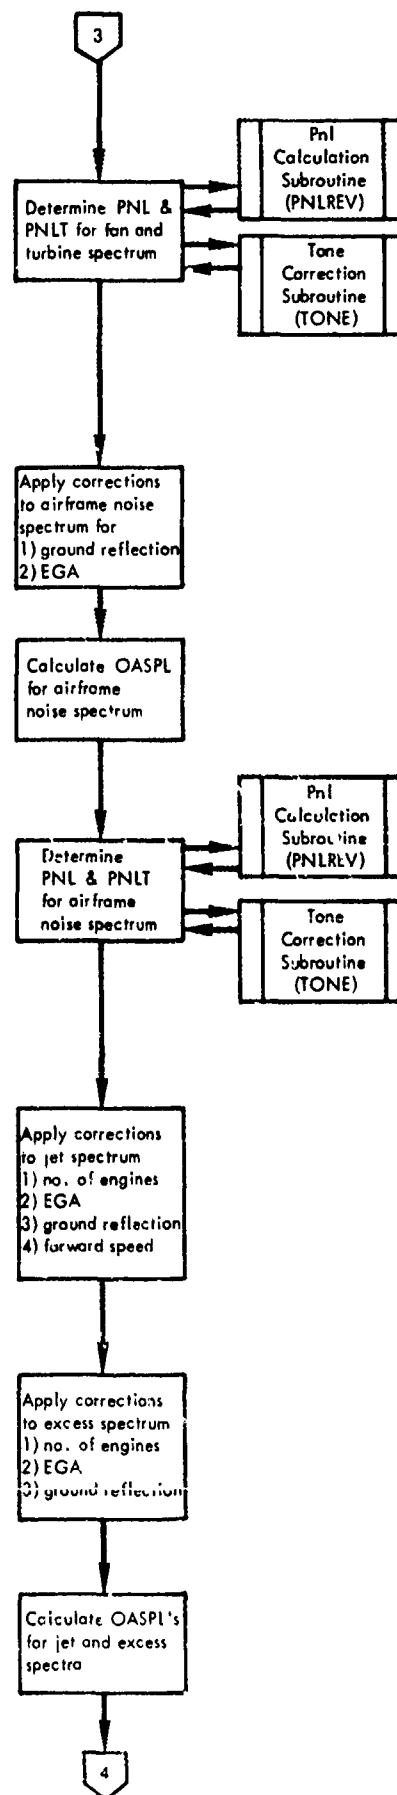 3
Pnl
Calculation
Subroutine
(PNLREV)
Determine PNL &
PNLT for fan and
turbine spectrum
Tone
Correction
Subroutine
(TONE)
Apply corrections
to airframe noise
spectrum for
1) ground reflection
2) EGA
Calculate OASPL
for airframe
noise spectrum
Pnl
Calculation
Subroutine
(PNLREV)
Determine
PNL & PNLT
for airframe
noise spectrum
Tone
Correction
Subroutine
(TONE)
Apply corrections
to jet spectrum
1) no. of engines
2) EGA
3) ground reflection
4) forward speed
Apply corrections
to excess spectrum
1) no. of engines
2) EGA
3) ground reflection
Calculate OASPL's
for jet and excess
spectra
4